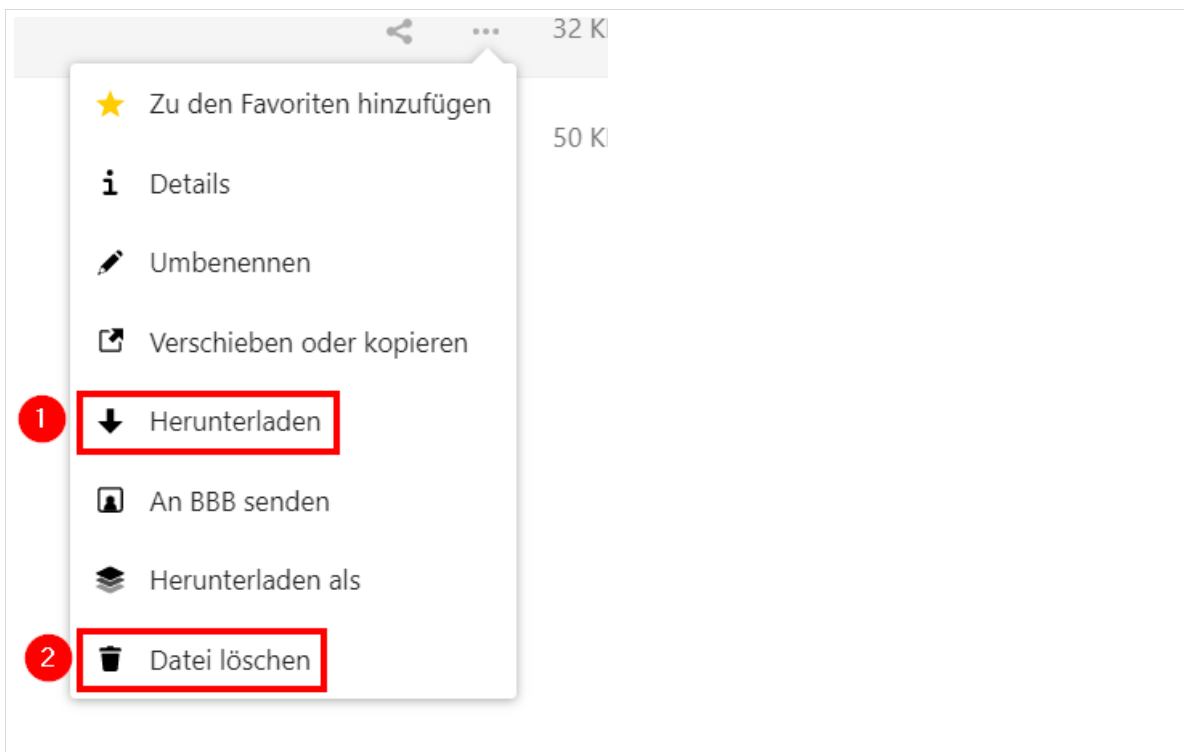 32 K
Zu den Favoriten hinzufügen
50 K
Details
Umbenennen
Verschieben oder kopieren
1 Herunterladen
An BBB senden
Herunterladen als
2 Datei löschen